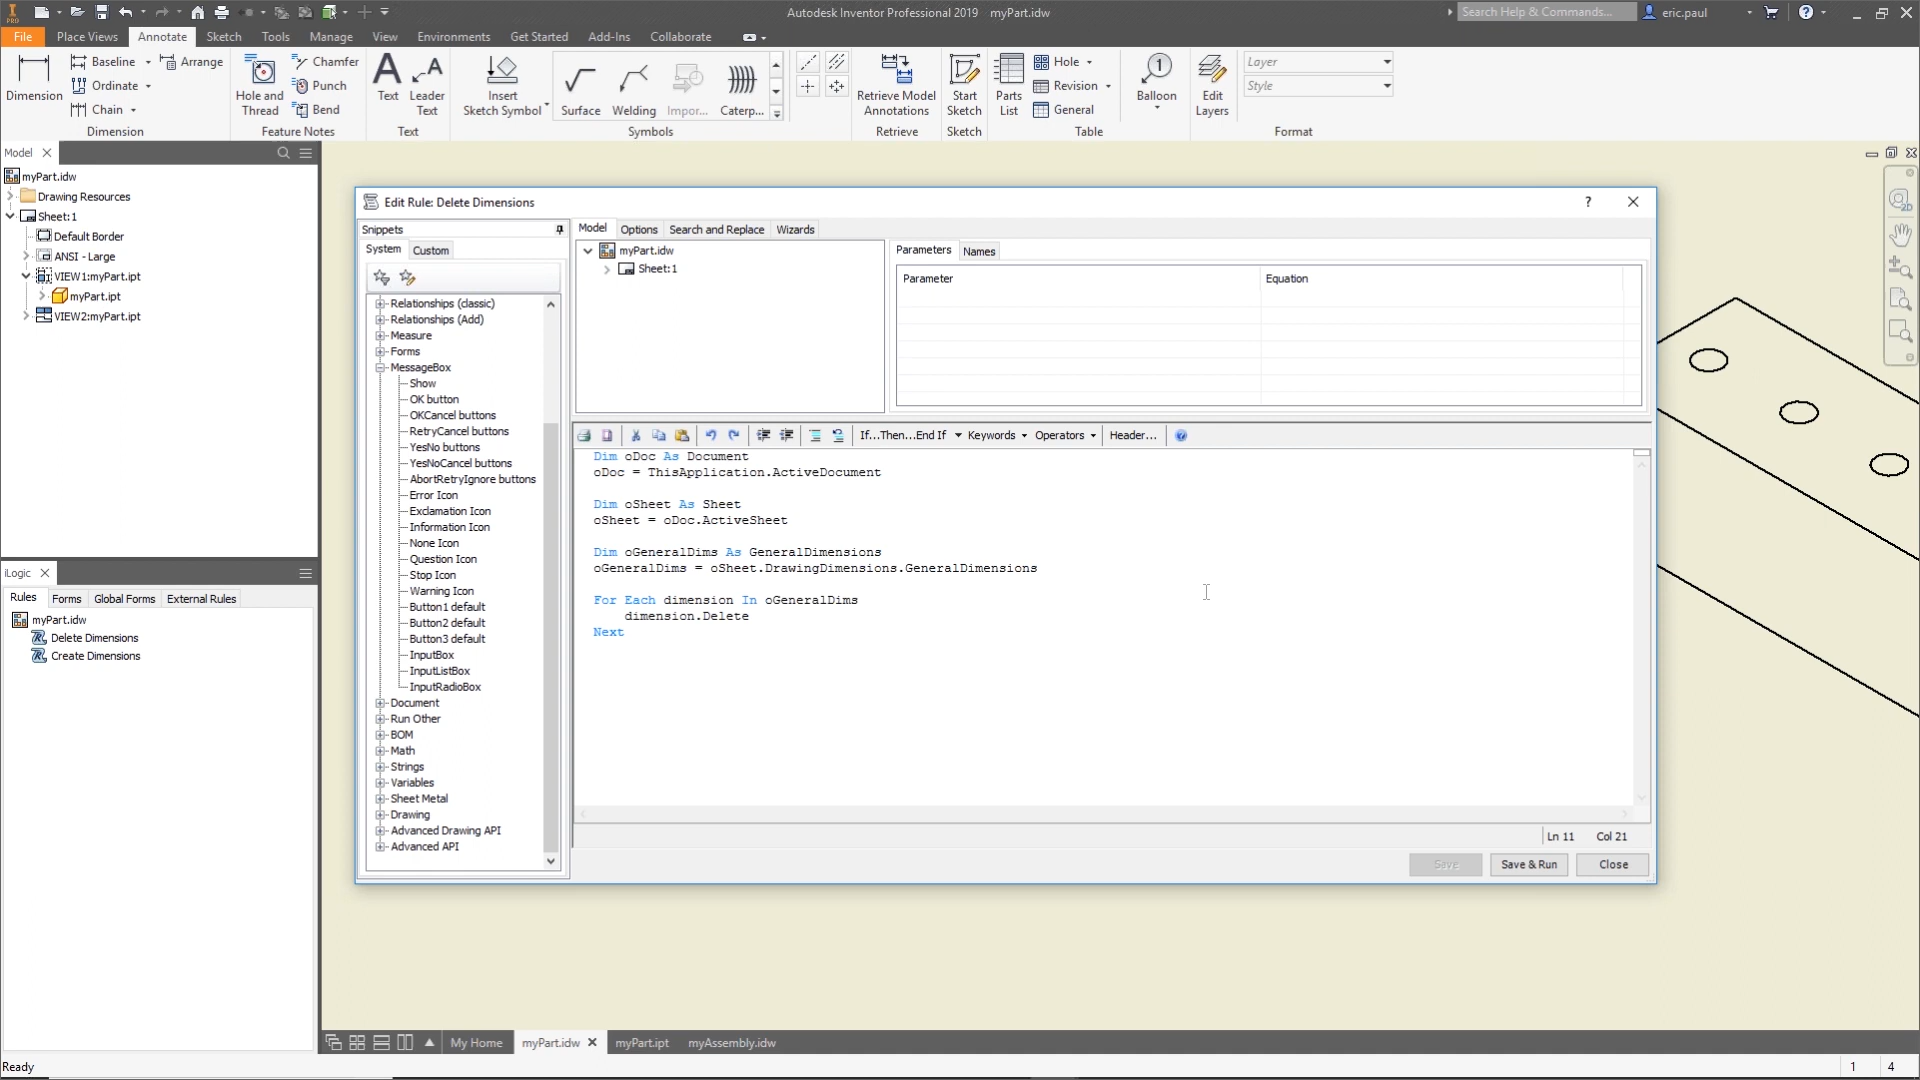 PRO
Autodesk Inventor Professional 2019 myPart.idw
Search Help & Commands...
eric.paul
File Place Views Annotate Sketch Tools Manage View Environments Get Started Add-Ins Collaborate
Dimension
Baseline
Ordinate
Chain
Arrange
Dimension
Hole and
Thread
Chamfer
Punch
Bend
Feature Notes
Text
Leader
Text
Text
Insert
Sketch Symbol
Surface
Welding
Impor...
Caterp...
Symbols
Retrieve Model
Annotations
Retrieve
Start
Sketch
Sketch
Parts
List
Hole
Revision
General
Table
Balloon
1
Edit
Layers
Layer
Style
Format
Model
myPart.idw
Drawing Resources
Sheet:1
Default Border
ANSI - Large
VIEW1:myPart.ipt
myPart.ipt
VIEW2:myPart.ipt
iLogic
Rules Forms Global Forms External Rules
myPart.idw
Delete Dimensions
Create Dimensions
Edit Rule: Delete Dimensions
Snippets
System Custom
Relationships (classic)
Relationships (Add)
Measure
Forms
MessageBox
Show
OK button
OKCancel buttons
RetryCancel buttons
YesNo buttons
YesNoCancel buttons
AbortRetryIgnore buttons
Error Icon
Exclamation Icon
Information Icon
None Icon
Question Icon
Stop Icon
Warning Icon
Button1 default
Button2 default
Button3 default
InputBox
InputListBox
InputRadioBox
Document
Run Other
BOM
Math
Strings
Variables
Sheet Metal
Drawing
Advanced Drawing API
Advanced API
Model Options Search and Replace Wizards
myPart.idw
Sheet:1
Parameters Names
Parameter Equation
If...Then...End If Keywords Operators Header...
Dim oDoc As Document
oDoc = ThisApplication.ActiveDocument
Dim oSheet As Sheet
oSheet = oDoc.ActiveSheet
Dim oGeneralDims As GeneralDimensions
oGeneralDims = oSheet.DrawingDimensions.GeneralDimensions
For Each dimension In oGeneralDims
dimension.Delete
Next
Ln 11 Col 21
Save Save & Run Close
2D
My Home myPart.idw myPart.ipt myAssembly.idw
Ready 1 4